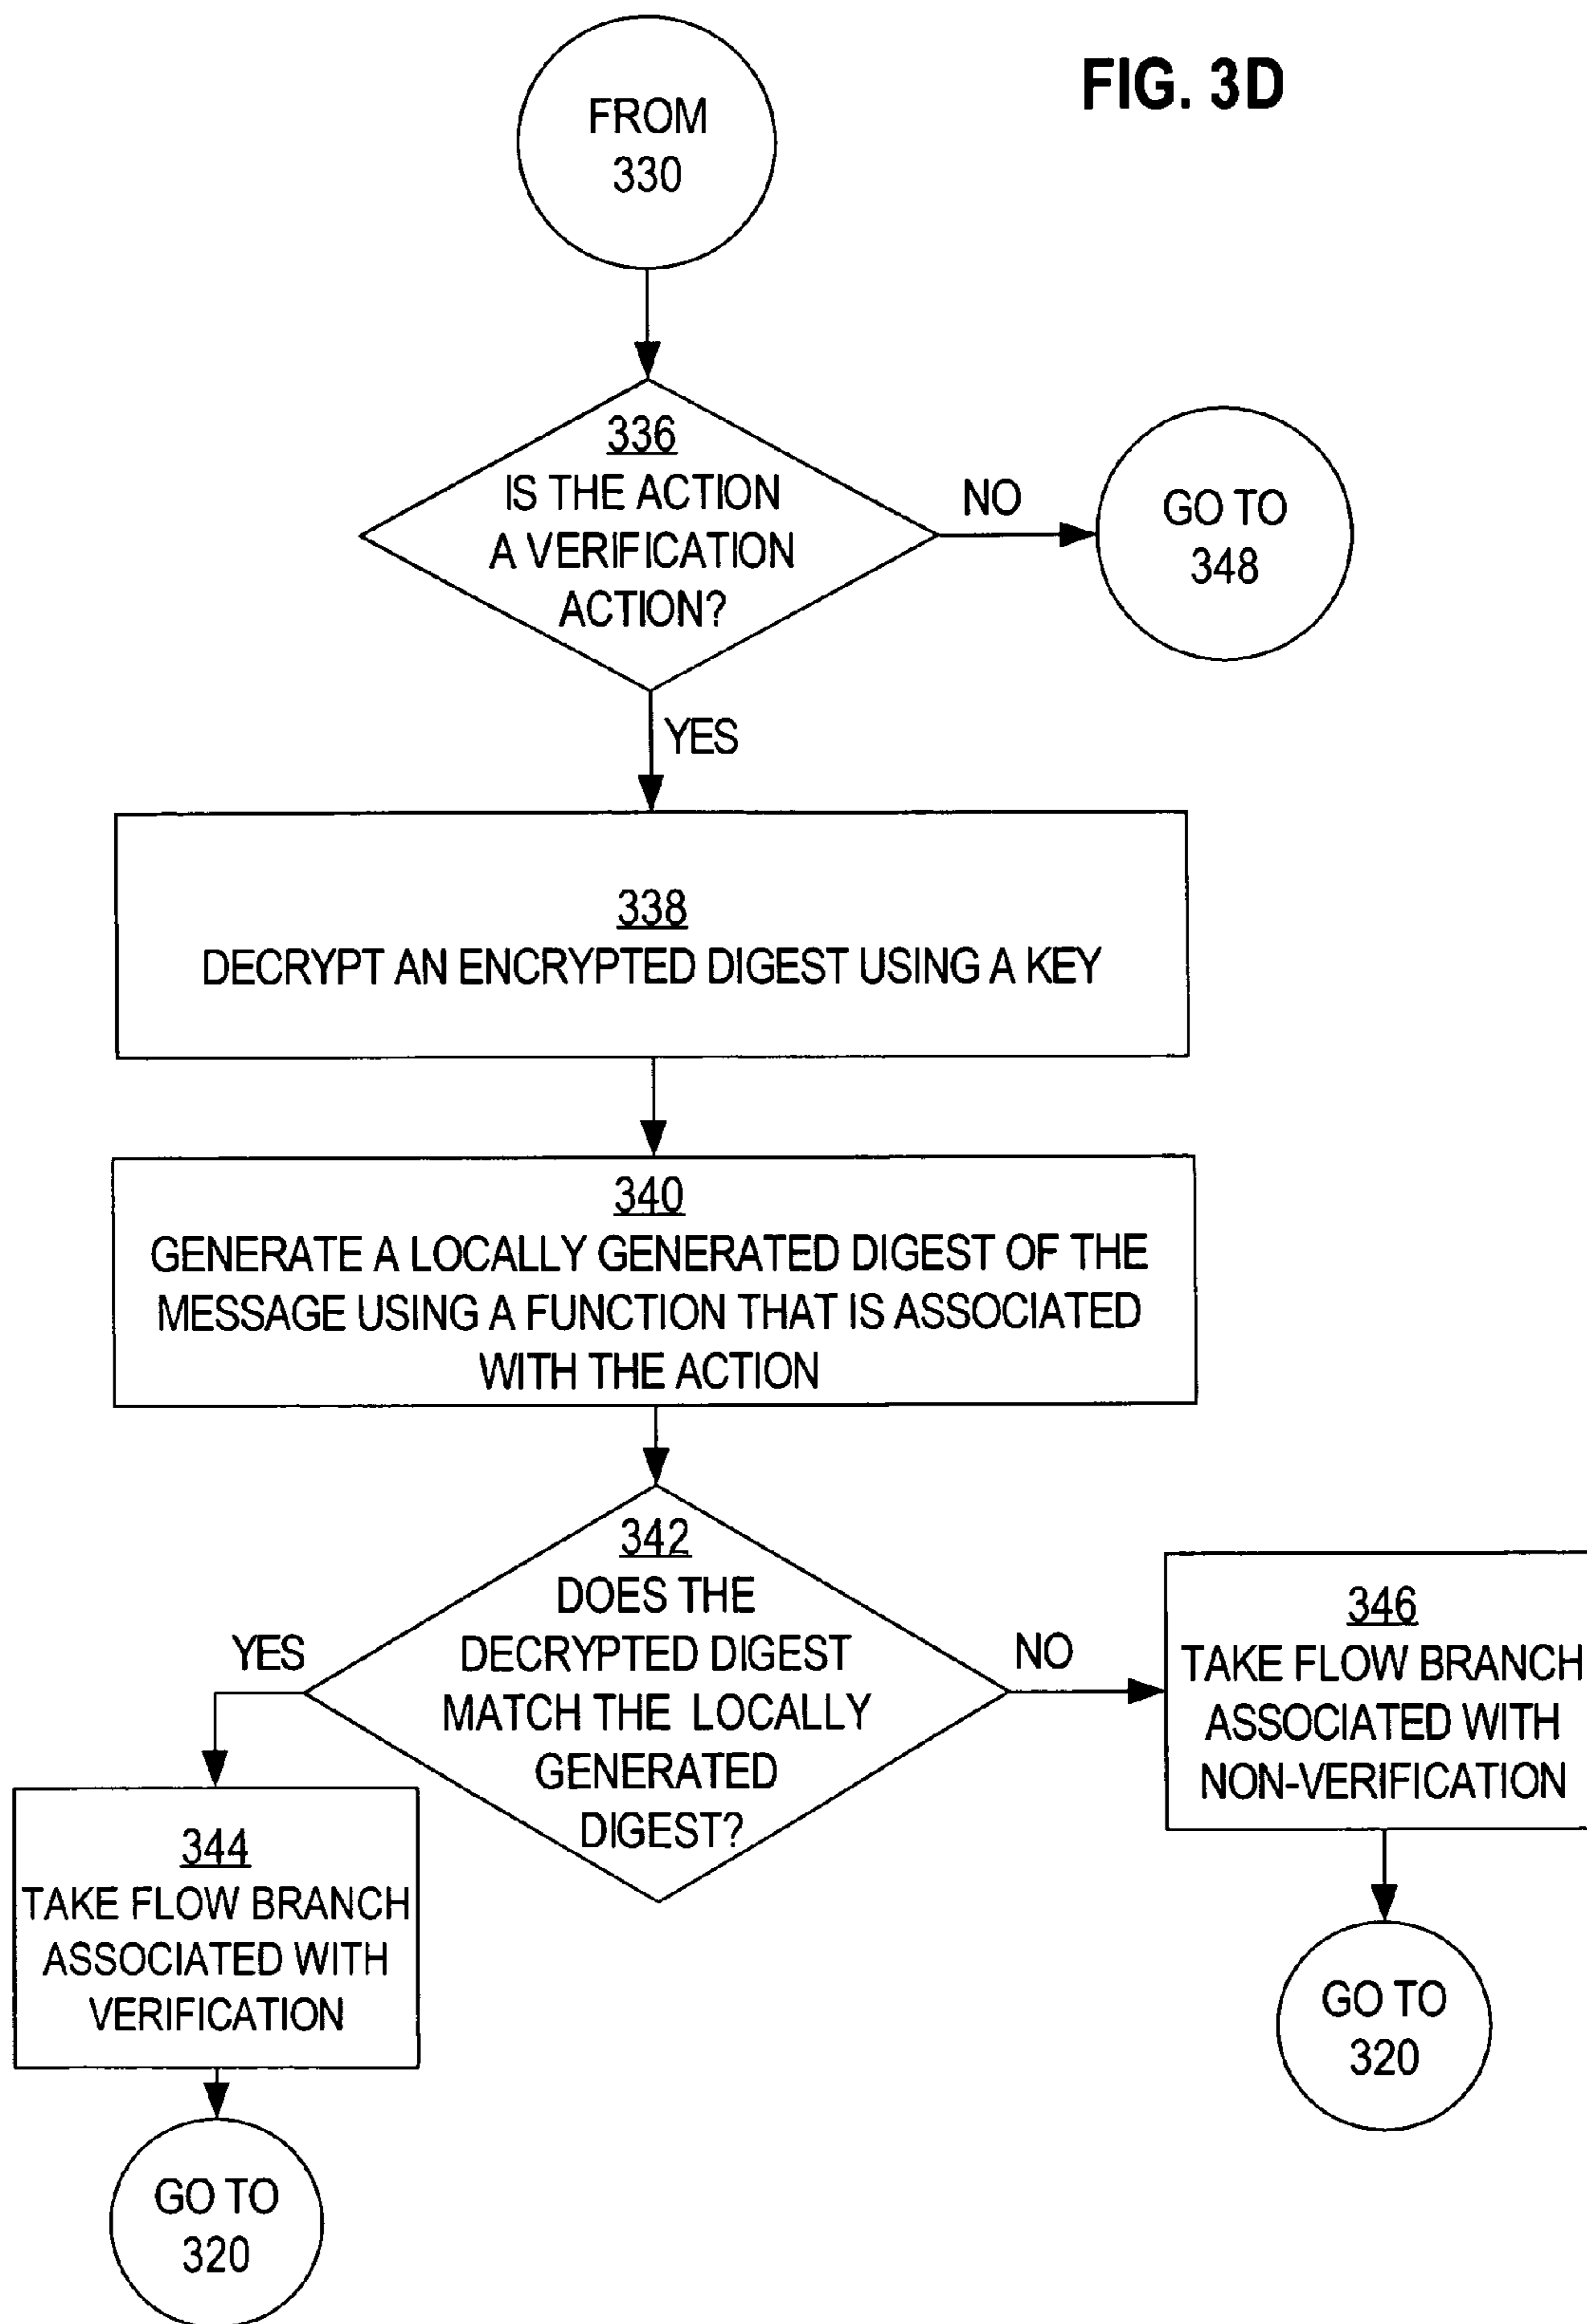 FIG. 3D
FROM
330
336
IS THE ACTION
A VERIFICATION
ACTION?
NO
GO TO
348
YES
338
DECRYPT AN ENCRYPTED DIGEST USING A KEY
340
GENERATE A LOCALLY GENERATED DIGEST OF THE
MESSAGE USING A FUNCTION THAT IS ASSOCIATED
WITH THE ACTION
342
DOES THE
DECRYPTED DIGEST
MATCH THE LOCALLY
GENERATED
DIGEST?
YES
NO
346
TAKE FLOW BRANCH
ASSOCIATED WITH
NON-VERIFICATION
344
TAKE FLOW BRANCH
ASSOCIATED WITH
VERIFICATION
GO TO
320
GO TO
320